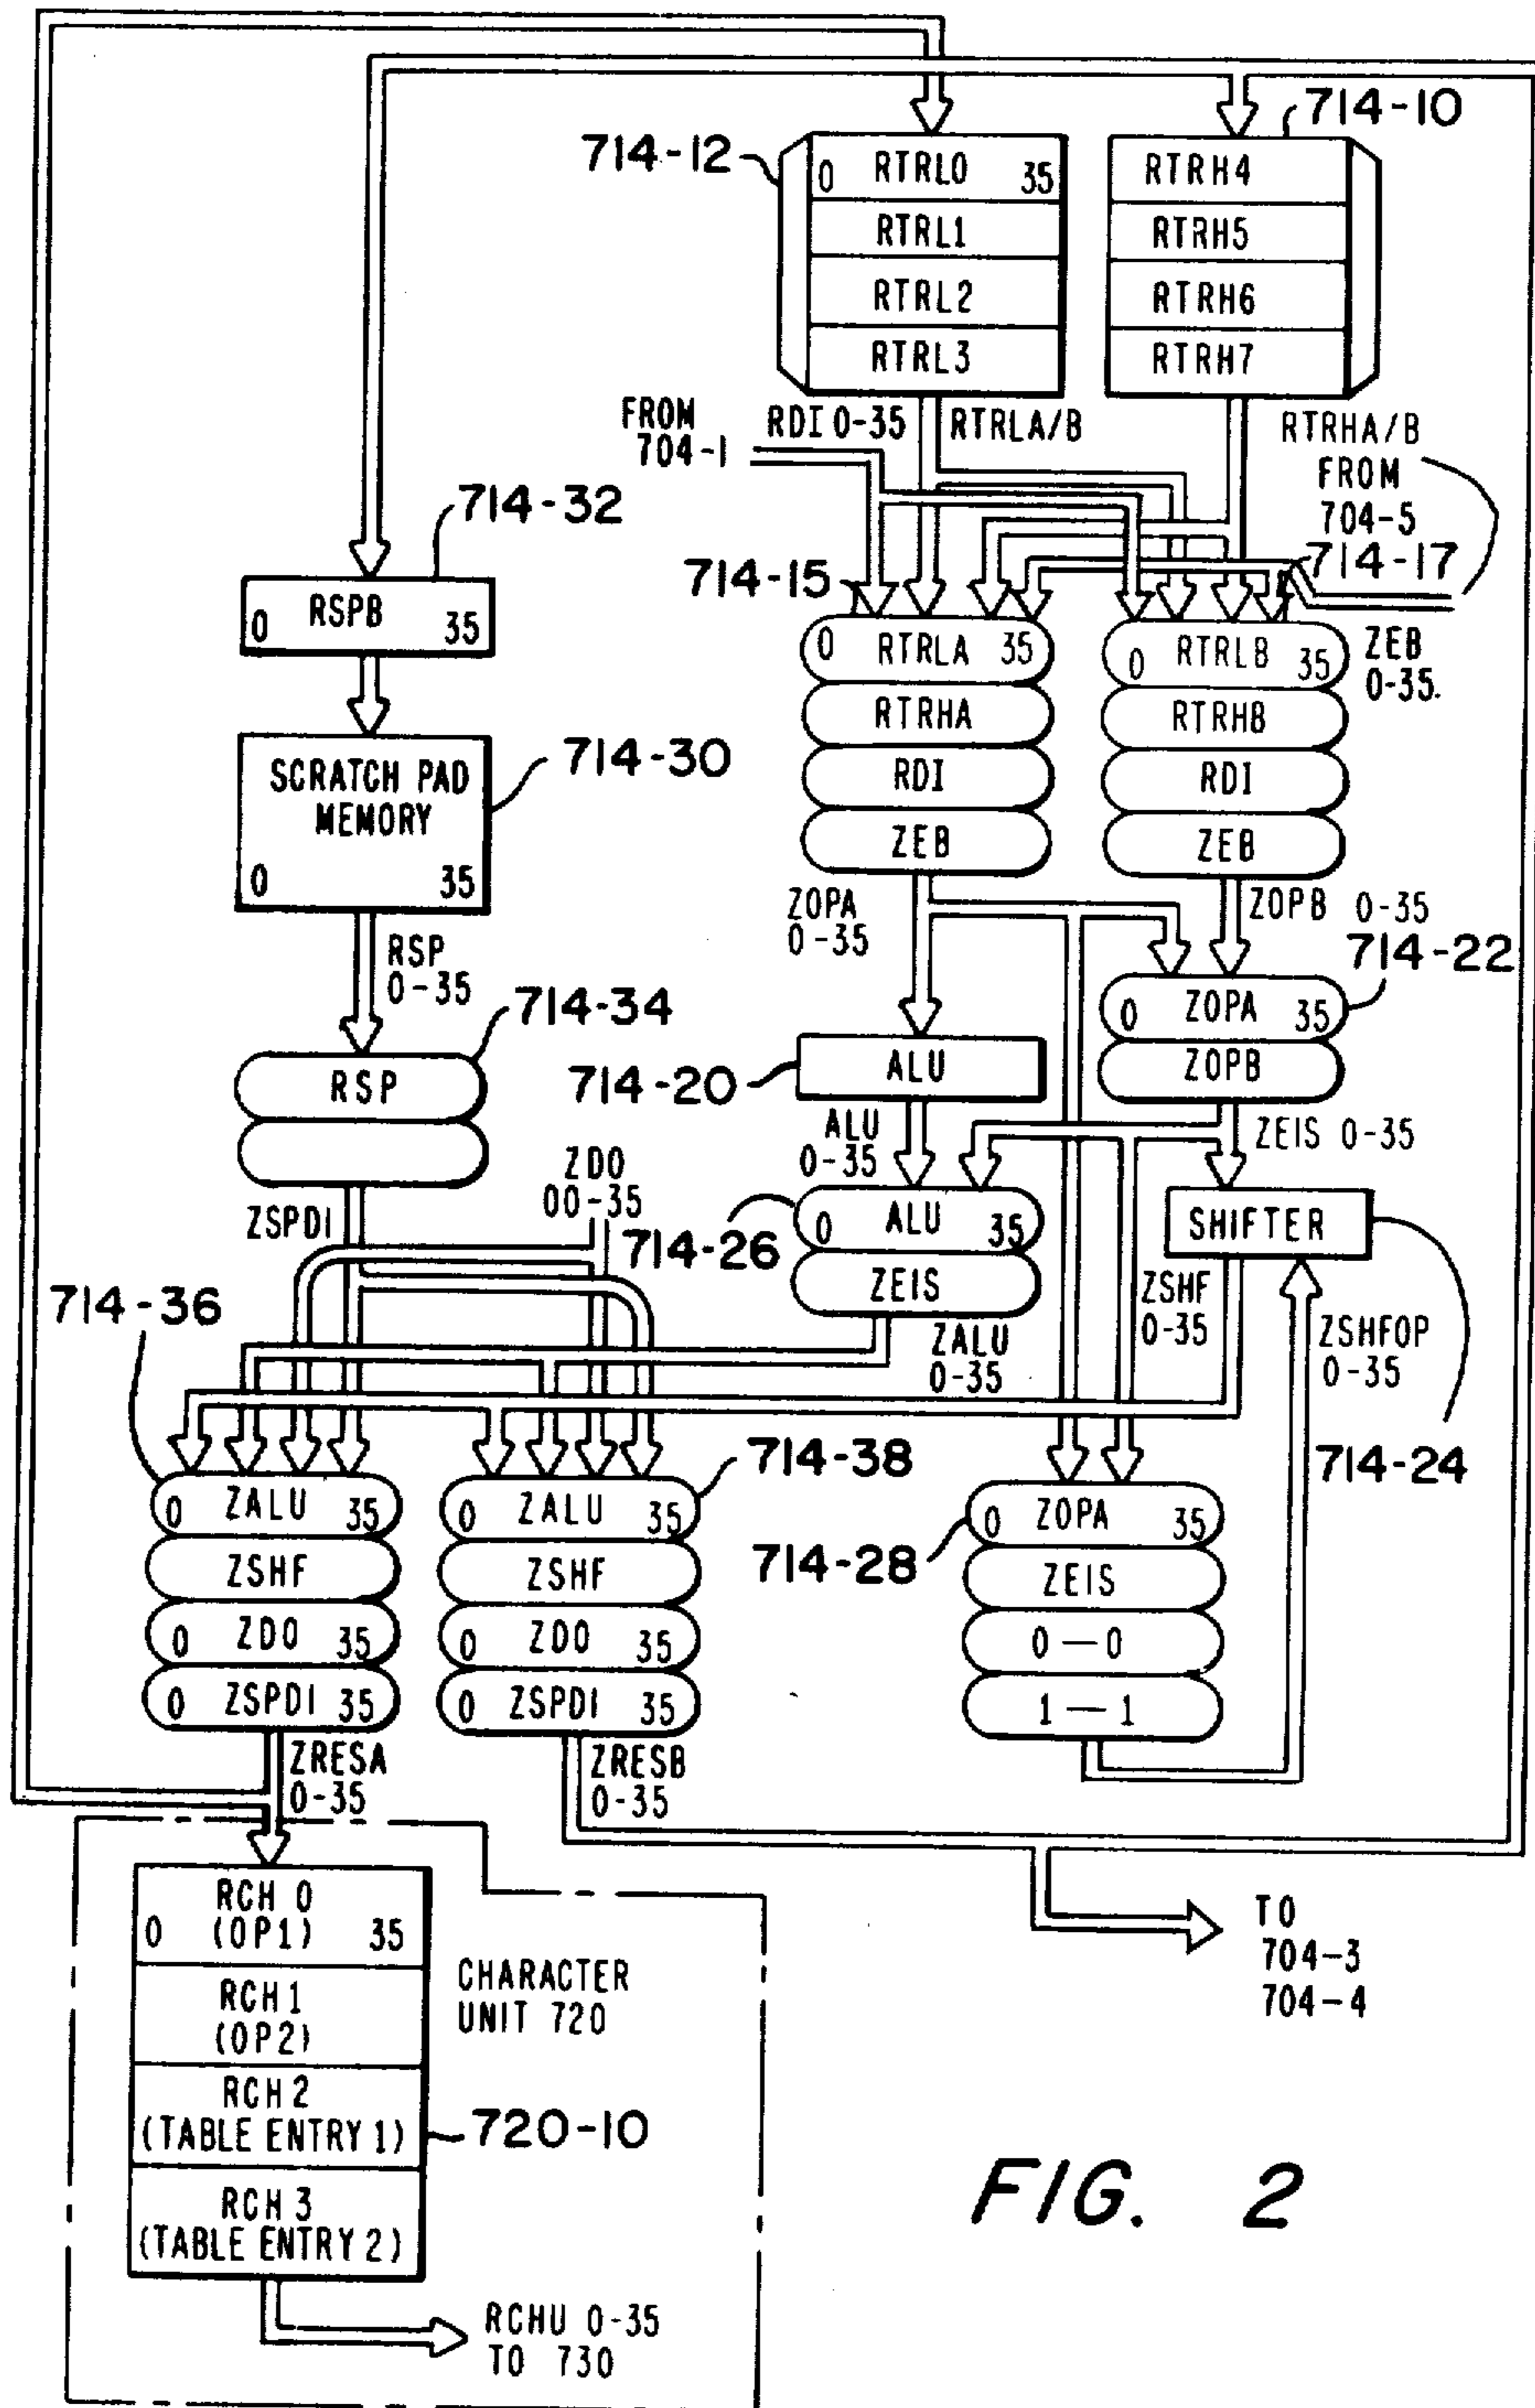 714-10
714-12
0 RTRL0 35
RTRL1
RTRL2
RTRL3
RTRH4
RTRH5
RTRH6
RTRH7
FROM
704-1
RDI 0-35
RTRLA/B
RTRHA/B
FROM
704-5
714-17
714-32
0 RSPB 35
714-15
0 RTRLA 35
RTRHA
RDI
ZEB
0 RTRLB 35
RTRHB
RDI
ZEB
ZEB
0-35.
SCRATCH PAD
MEMORY
0 35
714-30
RSP
0-35
ZOPA
0-35
ZOPB 0-35
714-22
0 ZOPA 35
ZOPB
714-34
RSP
714-20
ALU
ALU
0-35
ZEIS 0-35
ZSPDI
ZDO
00-35
714-26
0 ALU 35
ZEIS
SHIFTER
ZALU
0-35
ZSHF
0-35
ZSHFOP
0-35
714-24
714-36
0 ZALU 35
ZSHF
0 ZDO 35
0 ZSPDI 35
714-38
0 ZALU 35
ZSHF
0 ZDO 35
0 ZSPDI 35
714-28
0 ZOPA 35
ZEIS
0—0
1—1
ZRESA
0-35
ZRESB
0-35
RCH 0
0 (OP1) 35
RCH 1
(OP2)
RCH 2
(TABLE ENTRY 1)
RCH 3
(TABLE ENTRY 2)
CHARACTER
UNIT 720
720-10
TO
704-3
704-4
RCHU 0-35
TO 730
FIG. 2